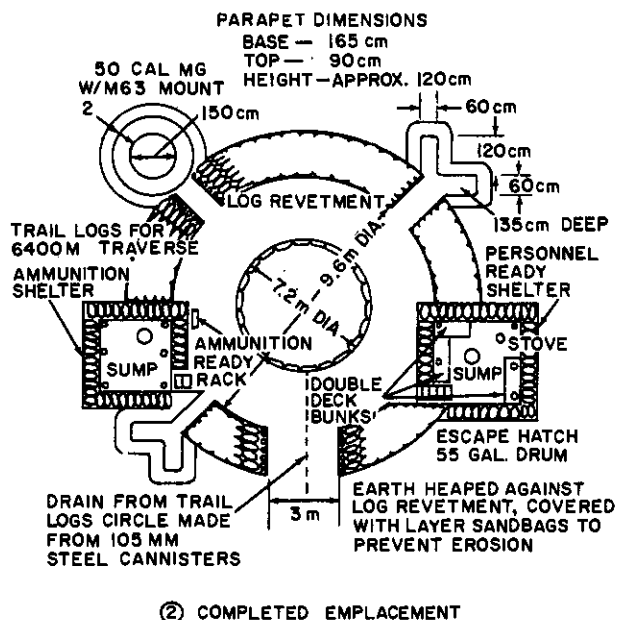 PARAPET DIMENSIONS
BASE — 165 cm
TOP — 90 cm
HEIGHT—APPROX. 120cm
50 CAL MG
W/M63 MOUNT
2
150cm
60cm
120cm
60cm
135cm DEEP
LOG REVETMENT
TRAIL LOGS FOR
6400M TRAVERSE
AMMUNITION
SHELTER
9.6m DIA.
7.2m DIA
PERSONNEL
READY
SHELTER
STOVE
SUMP
AMMUNITION
READY
RACK
SUMP
DOUBLE
DECK
BUNKS
ESCAPE HATCH
55 GAL. DRUM
DRAIN FROM TRAIL
LOGS CIRCLE MADE
FROM 105 MM
STEEL CANNISTERS
3m
EARTH HEAPED AGAINST
LOG REVETMENT, COVERED
WITH LAYER SANDBAGS TO
PREVENT EROSION
② COMPLETED EMPLACEMENT